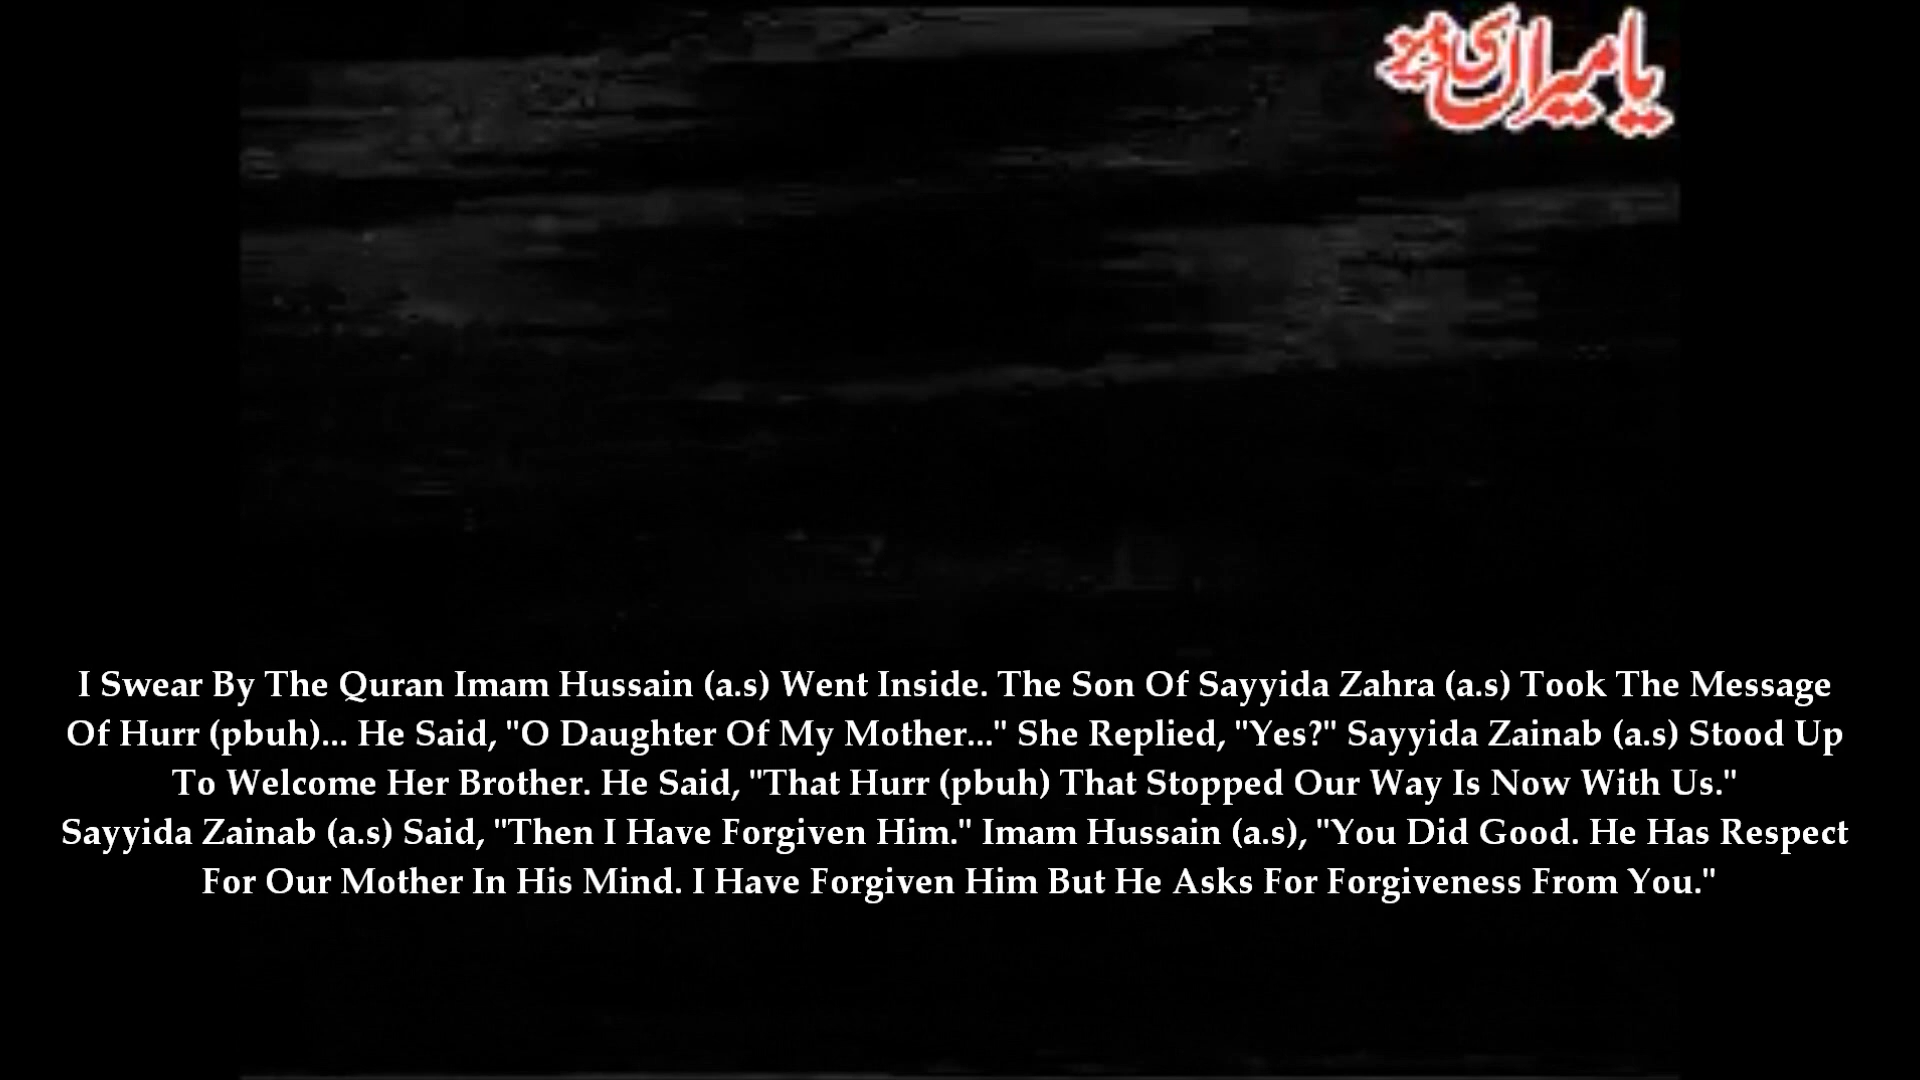 یا میراں جی
I Swear By The Quran Imam Hussain (a.s) Went Inside. The Son Of Sayyida Zahra (a.s) Took The Message
Of Hurr (pbuh)... He Said, "O Daughter Of My Mother..." She Replied, "Yes?" Sayyida Zainab (a.s) Stood Up
To Welcome Her Brother. He Said, "That Hurr (pbuh) That Stopped Our Way Is Now With Us."
Sayyida Zainab (a.s) Said, "Then I Have Forgiven Him." Imam Hussain (a.s), "You Did Good. He Has Respect
For Our Mother In His Mind. I Have Forgiven Him But He Asks For Forgiveness From You."